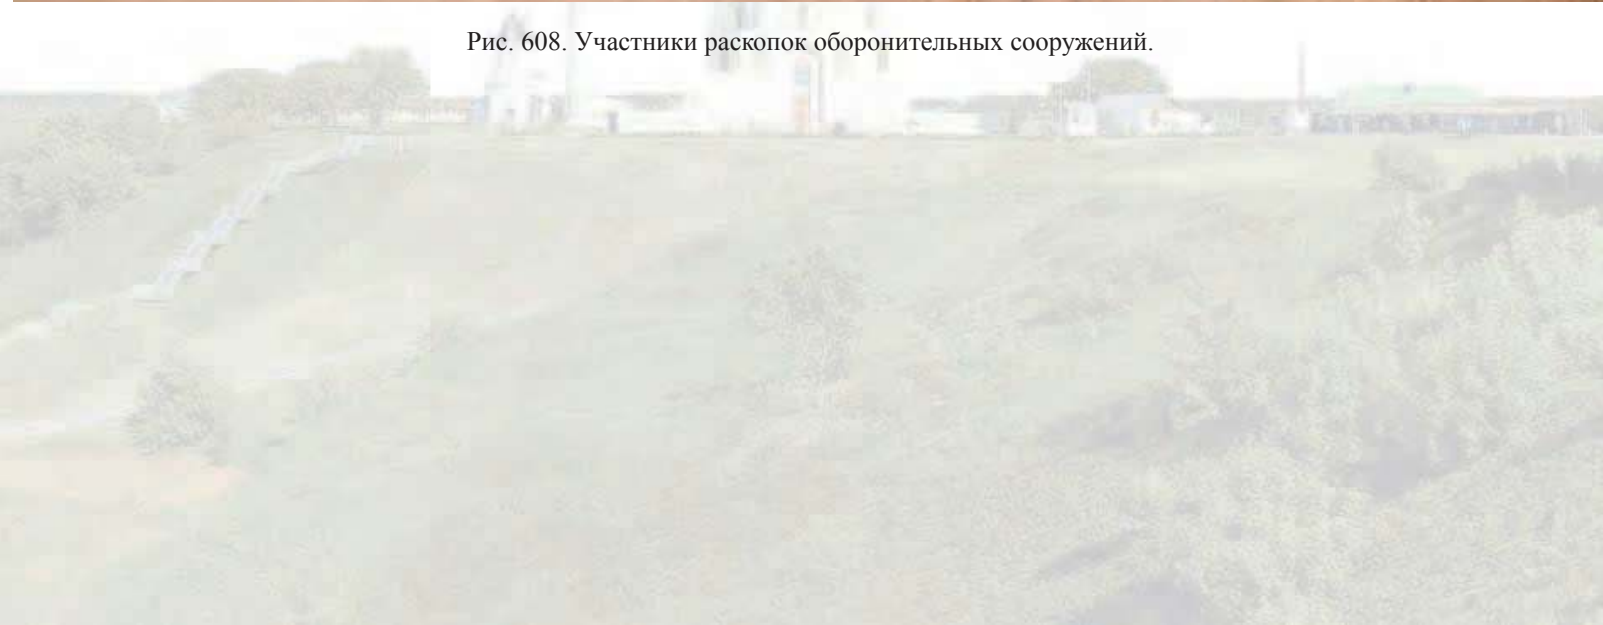 Рис. 608. Участники раскопок оборонительных сооружений.